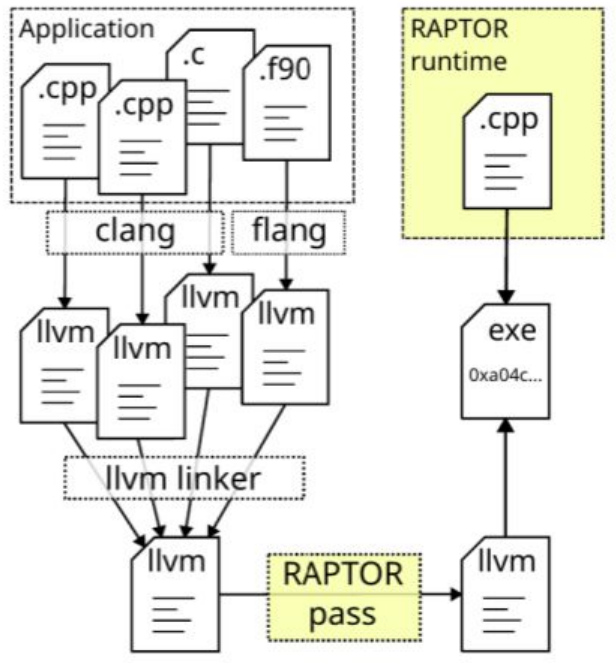 Application
.cpp
.cpp
.c
.f90
RAPTOR
runtime
.cpp
clang
flang
llvm
llvm
llvm
llvm
exe
0xa04c...
llvm linker
llvm
RAPTOR
pass
llvm